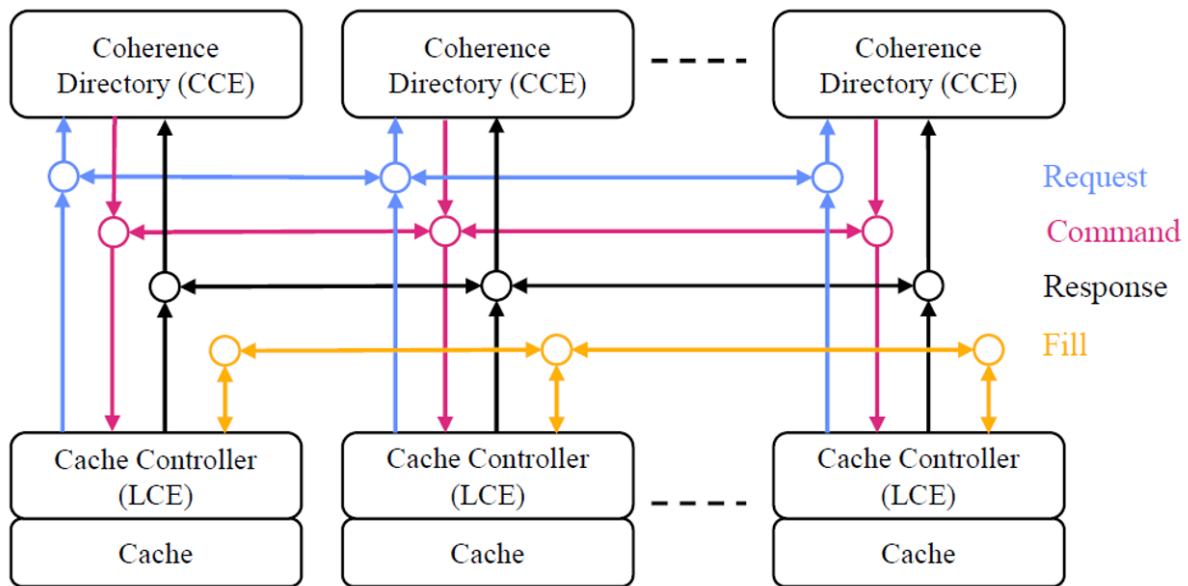 Coherence
Directory (CCE)
Coherence
Directory (CCE)
Coherence
Directory (CCE)
Request
Command
Response
Fill
Cache Controller
(LCE)
Cache
Cache Controller
(LCE)
Cache
Cache Controller
(LCE)
Cache